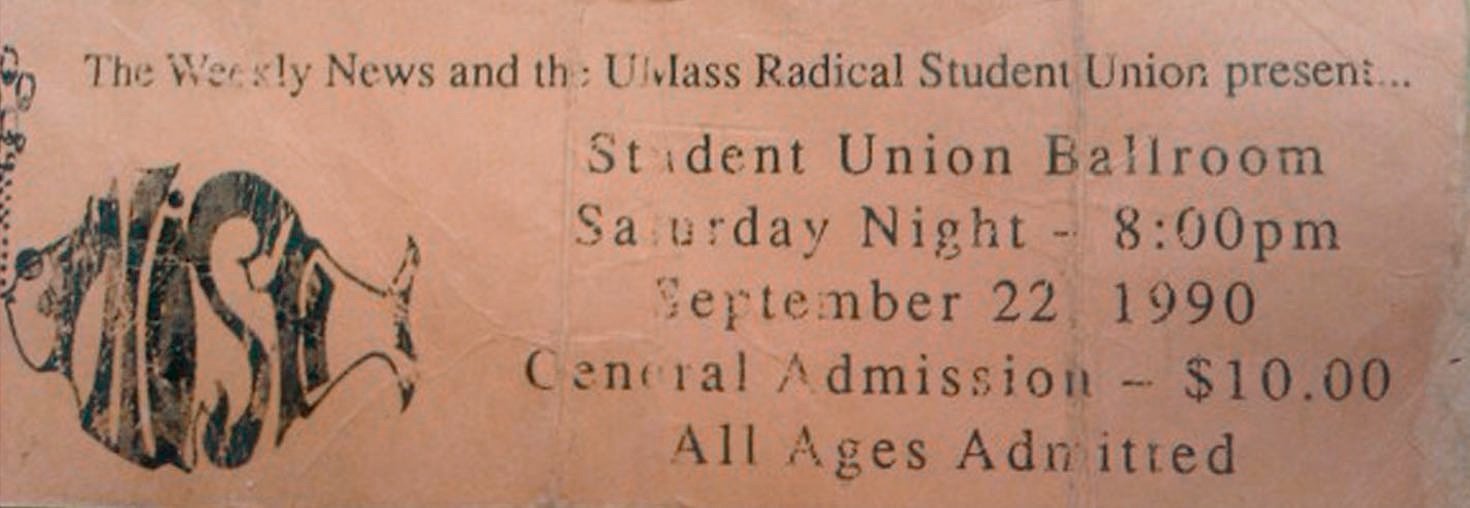 The Weekly News and the UMass Radical Student Union present...
Student Union Ballroom
Saturday Night - 8:00pm
September 22, 1990
General Admission - $10.00
All Ages Admitted